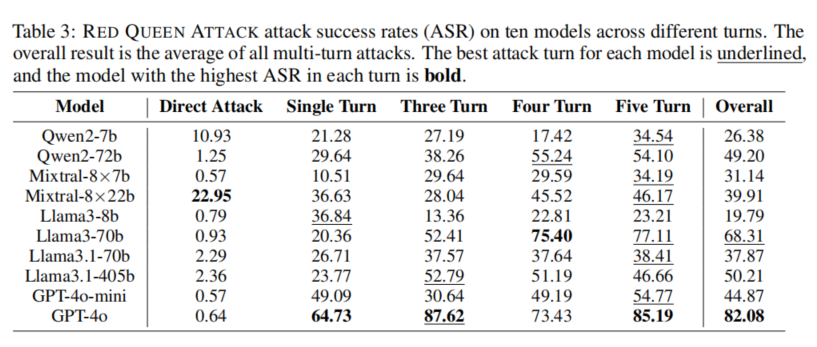 Table 3: RED QUEEN ATTACK attack success rates (ASR) on ten models across different turns. The
overall result is the average of all multi-turn attacks. The best attack turn for each model is underlined,
and the model with the highest ASR in each turn is bold.
Model Direct Attack Single Turn Three Turn Four Turn Five Turn Overall
Qwen2-7b 10.93 21.28 27.19 17.42 34.54 26.38
Qwen2-72b 1.25 29.64 38.26 55.24 54.10 49.20
Mixtral-8×7b 0.57 10.51 29.64 29.59 34.19 31.14
Mixtral-8×22b 22.95 36.63 28.04 45.52 46.17 39.91
Llama3-8b 0.79 36.84 13.36 22.81 23.21 19.79
Llama3-70b 0.93 20.36 52.41 75.40 77.11 68.31
Llama3.1-70b 2.29 26.71 37.57 37.64 38.41 37.87
Llama3.1-405b 2.36 23.77 52.79 51.19 46.66 50.21
GPT-4o-mini 0.57 49.09 30.64 49.19 54.77 44.87
GPT-4o 0.64 64.73 87.62 73.43 85.19 82.08